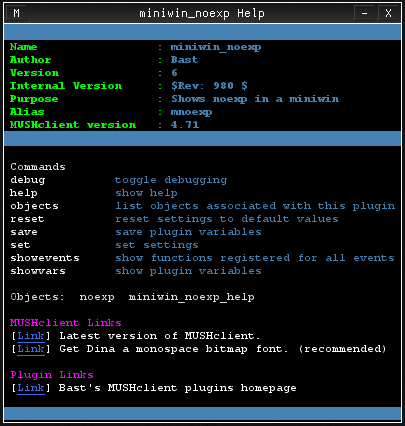 M miniwin_noexp Help - X
Name : miniwin_noexp
Author : Bast
Version : 6
Internal Version : $Rev: 980 $
Purpose : Shows noexp in a miniwin
Alias : mnoexp
MUSHclient version : 4.71
Commands
debug toggle debugging
help show help
objects list objects associated with this plugin
reset reset settings to default values
save save plugin variables
set set settings
showevents show functions registered for all events
showvars show plugin variables
Objects: noexp miniwin_noexp_help
MUSHclient Links
[Link] Latest version of MUSHclient.
[Link] Get Dina a monospace bitmap font. (recommended)
Plugin Links
[Link] Bast's MUSHclient plugins homepage